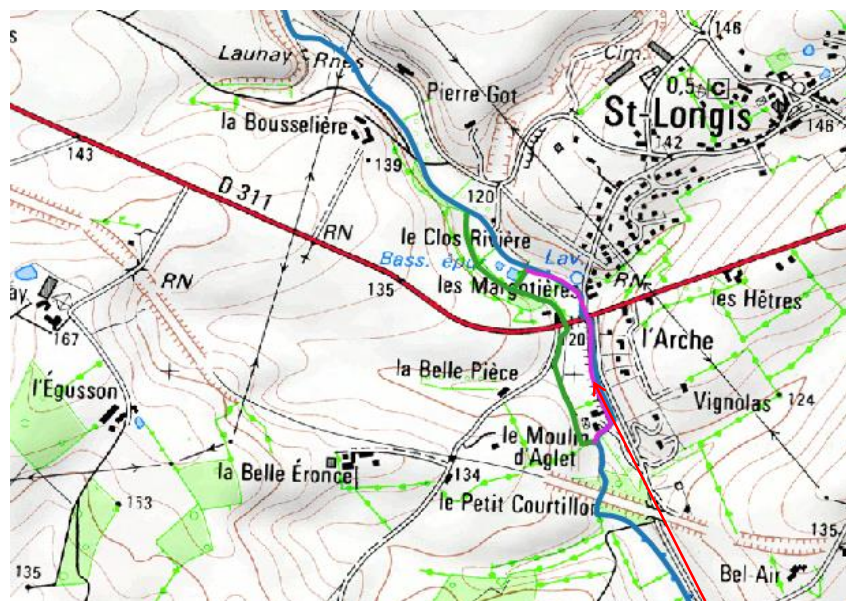 146
Cim.
Launay
Rnes
0.5
C
Pierre Got
St-Longis
la Bousselière
146
142
143
139
120
D 311
le Clos Rivière
RN
Lav.
Bass. épur.
les Margotières
RN
RN
135
les Hêtres
120
167
l'Arche
la Belle Pièce
l'Égusson
Vignolas
124
le Moulin
d'Aglet
la Belle Éronce
134
153
le Petit Courtillon
135
135
Bel-Air